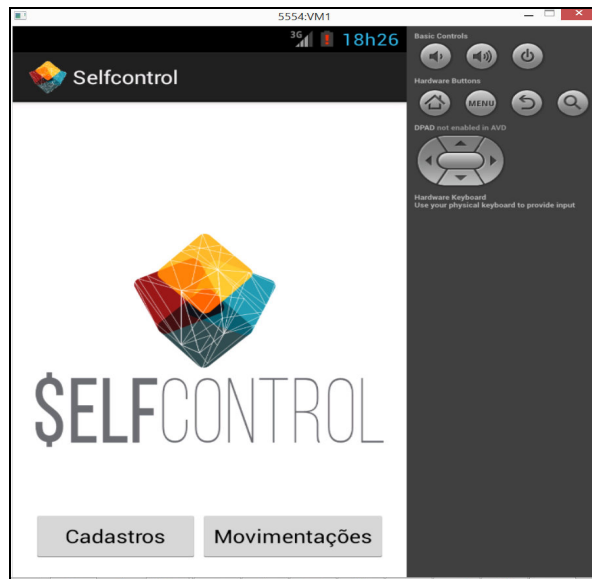 5554:VM1
3G 18h26
Selfcontrol
$ELFCONTROL
Cadastros Movimentações
Basic Controls
Hardware Buttons
MENU
DPAD not enabled in AVD
Hardware Keyboard
Use your physical keyboard to provide input